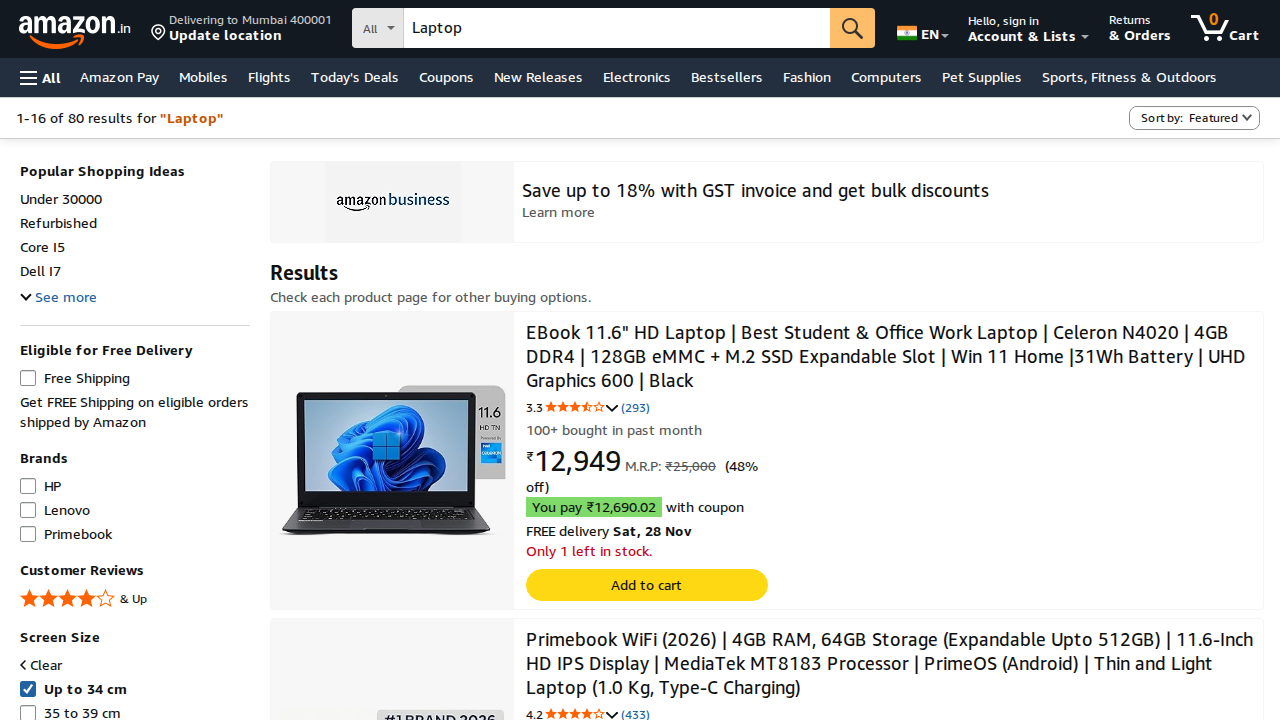 amazon.in
Delivering to Mumbai 400001
Update location
All
Laptop
EN
Hello, sign in
Account & Lists
Returns
& Orders
0
Cart
All
Amazon Pay
Mobiles
Flights
Today's Deals
Coupons
New Releases
Electronics
Bestsellers
Fashion
Computers
Pet Supplies
Sports, Fitness & Outdoors
1-16 of 80 results for "Laptop"
Sort by: Featured
Popular Shopping Ideas
Under 30000
Refurbished
Core I5
Dell I7
See more
Eligible for Free Delivery
Free Shipping
Get FREE Shipping on eligible orders
shipped by Amazon
Brands
HP
Lenovo
Primebook
Customer Reviews
& Up
Screen Size
Clear
Up to 34 cm
35 to 39 cm
amazon business
Save up to 18% with GST invoice and get bulk discounts
Learn more
Results
Check each product page for other buying options.
11.6
HD TN
EBook 11.6" HD Laptop | Best Student & Office Work Laptop | Celeron N4020 | 4GB
DDR4 | 128GB eMMC + M.2 SSD Expandable Slot | Win 11 Home |31Wh Battery | UHD
Graphics 600 | Black
3.3 (293)
100+ bought in past month
₹12,949 M.R.P: ₹25,000 (48%
off)
You pay ₹12,690.02 with coupon
FREE delivery Sat, 28 Nov
Only 1 left in stock.
Add to cart
#1 BRAND 2026
Primebook WiFi (2026) | 4GB RAM, 64GB Storage (Expandable Upto 512GB) | 11.6-Inch
HD IPS Display | MediaTek MT8183 Processor | PrimeOS (Android) | Thin and Light
Laptop (1.0 Kg, Type-C Charging)
4.2 (433)